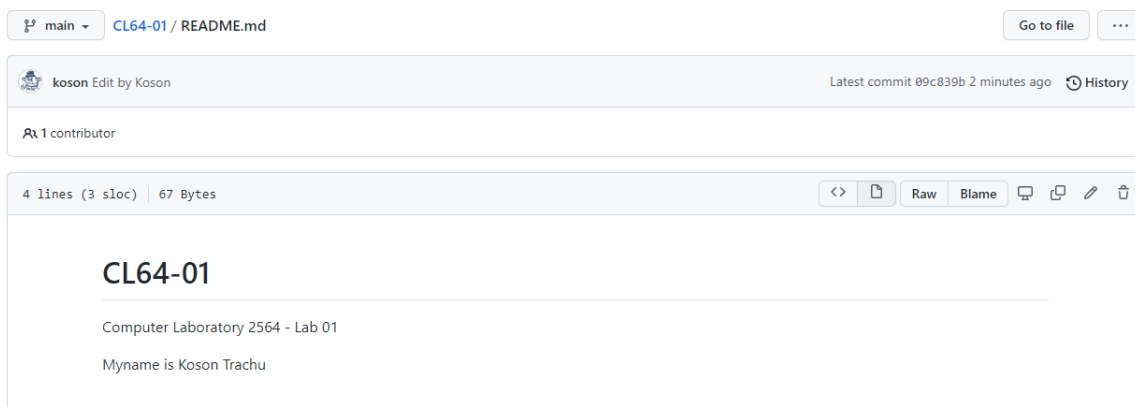 main CL64-01 / README.md Go to file ...
koson Edit by Koson Latest commit 09c839b 2 minutes ago History
1 contributor
4 lines (3 sloc) 67 Bytes <> Raw Blame
CL64-01
Computer Laboratory 2564 - Lab 01
Myname is Koson Trachu